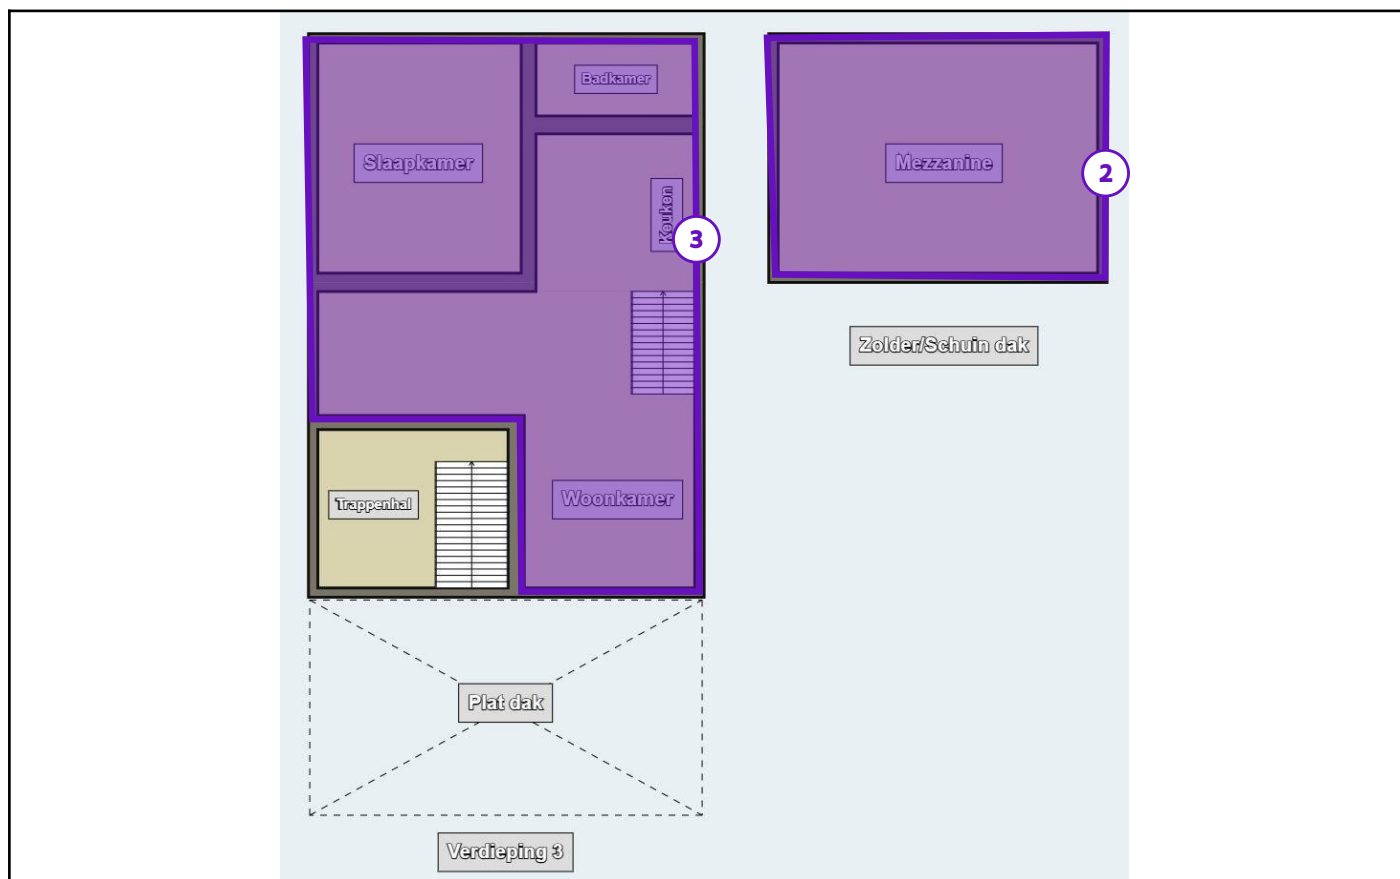 Badkamer
Slaapkamer
Keuken
3
Mezzanine
2
Zolder/Schuin dak
Trappenhal
Woonkamer
Plat dak
Verdieping 3